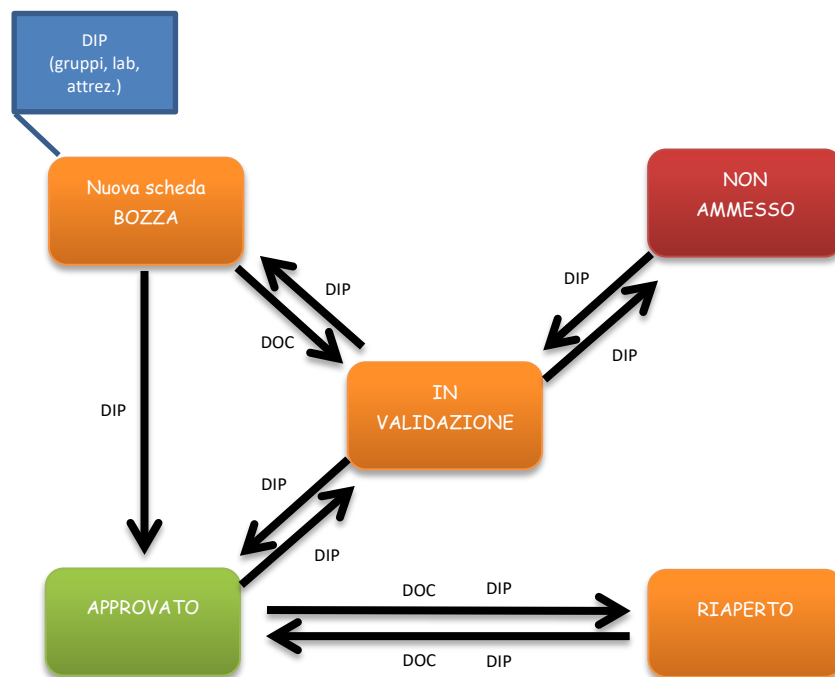 DIP
(gruppi, lab,
attrez.)
Nuova scheda
BOZZA
NON
AMMESSO
DIP
DIP
DOC
DIP
IN
VALIDAZIONE
DIP
DIP
DIP
APPROVATO
DOC DIP
RIAPERTO
DOC DIP